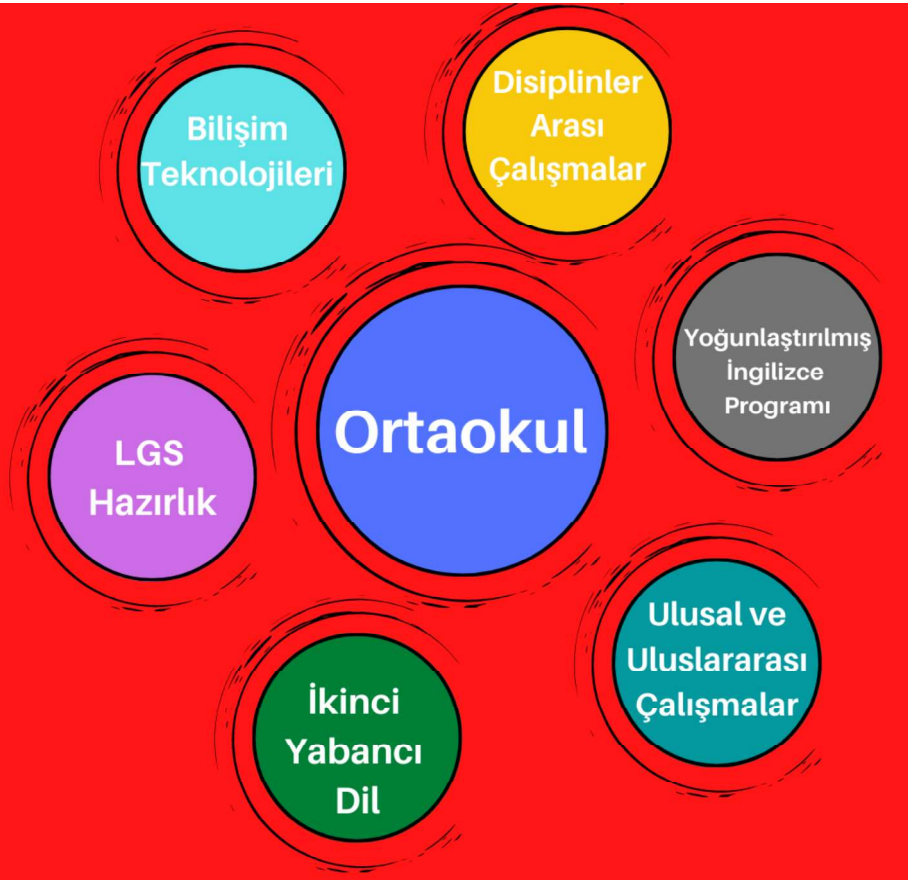 Bilişim
Teknolojileri
Disiplinler
Arası
Çalışmalar
Yoğunlaştırılmış
İngilizce
Programı
Ortaokul
LGS
Hazırlık
Ulusal ve
Uluslararası
Çalışmalar
İkinci
Yabancı
Dil